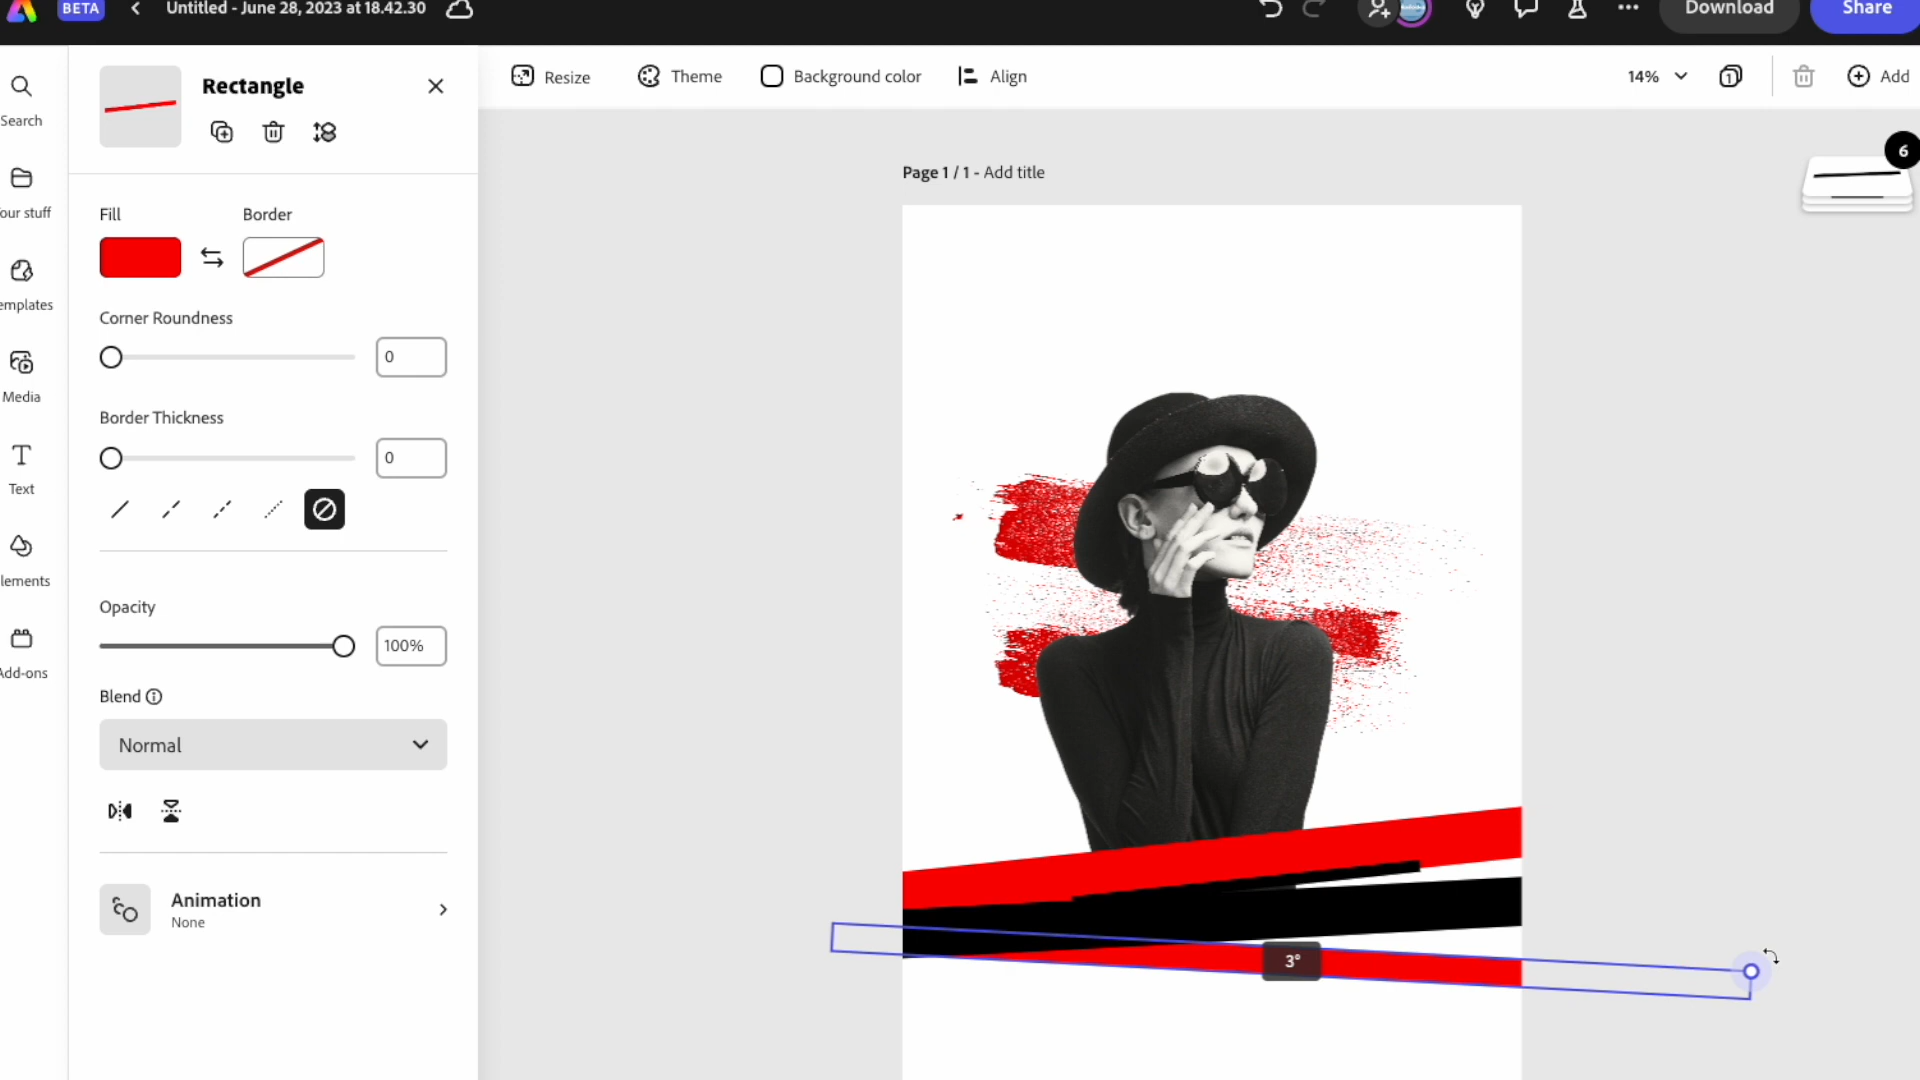 BETA
Untitled - June 28, 2023 at 18.42.30
Download
Share
Search
our stuff
emplates
Media
Text
lements
Add-ons
Rectangle
Fill
Border
Corner Roundness
0
Border Thickness
0
Opacity
100%
Blend
Normal
Animation
None
Resize
Theme
Background color
Align
14%
1
Add
6
Page 1 / 1 - Add title
3°